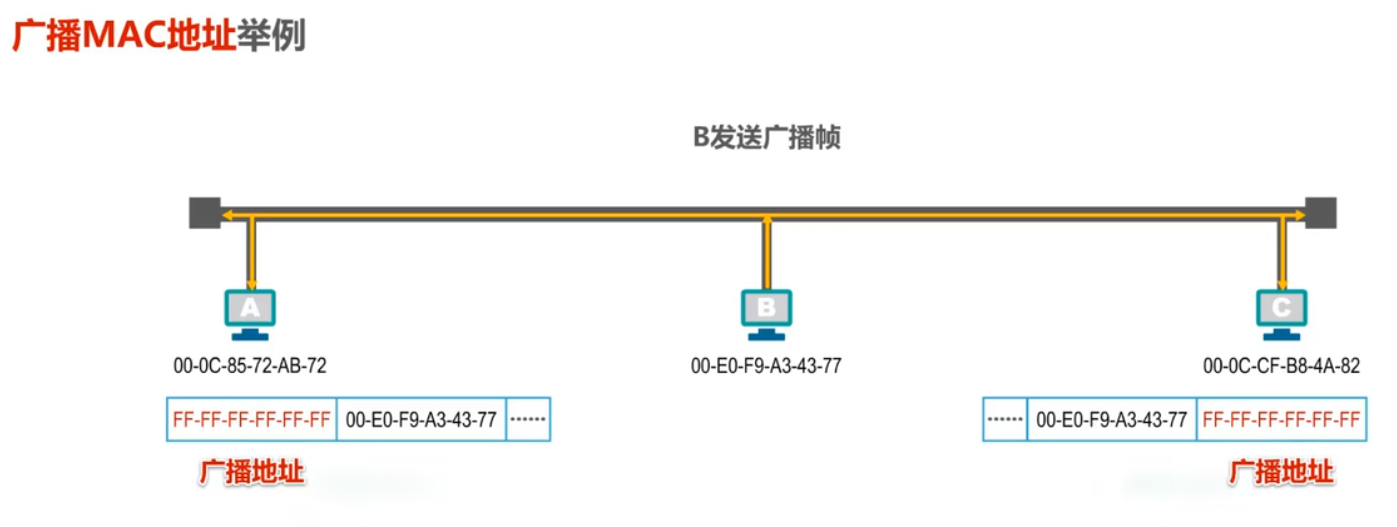 广播MAC地址举例
B发送广播帧
A
B
C
00-0C-85-72-AB-72
00-E0-F9-A3-43-77
00-0C-CF-B8-4A-82
FF-FF-FF-FF-FF-FF 00-E0-F9-A3-43-77 ······
······ 00-E0-F9-A3-43-77 FF-FF-FF-FF-FF-FF
广播地址
广播地址